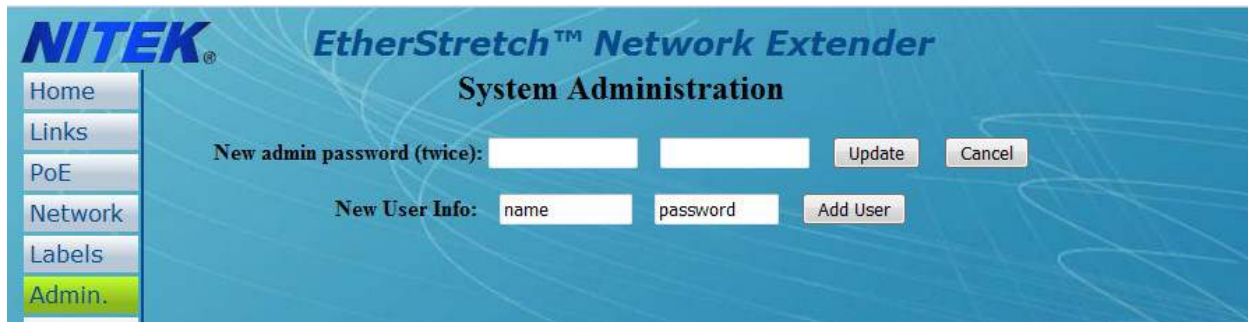 NITEK®
EtherStretch™ Network Extender
System Administration
Home
Links
PoE
Network
Labels
Admin.
New admin password (twice):
Update
Cancel
New User Info:
name
password
Add User